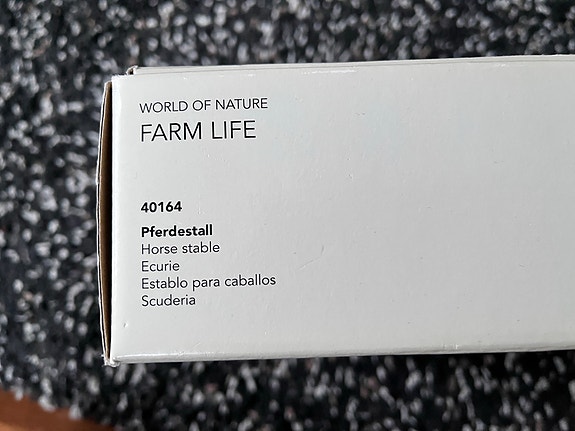 WORLD OF NATURE
FARM LIFE
40164
Pferdestall
Horse stable
Ecurie
Establo para caballos
Scuderia